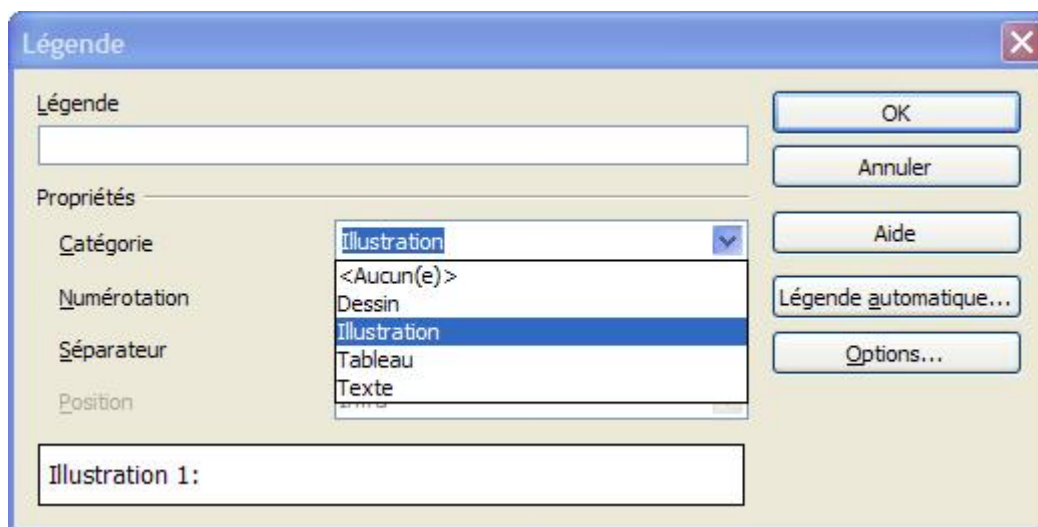 Légende
Légende
OK
Annuler
Propriétés
Catégorie
Illustration
Aide
<Aucun(e)>
Numérotation
Dessin
Légende automatique...
Illustration
Séparateur
Tableau
Options...
Texte
Position
Illustration 1: